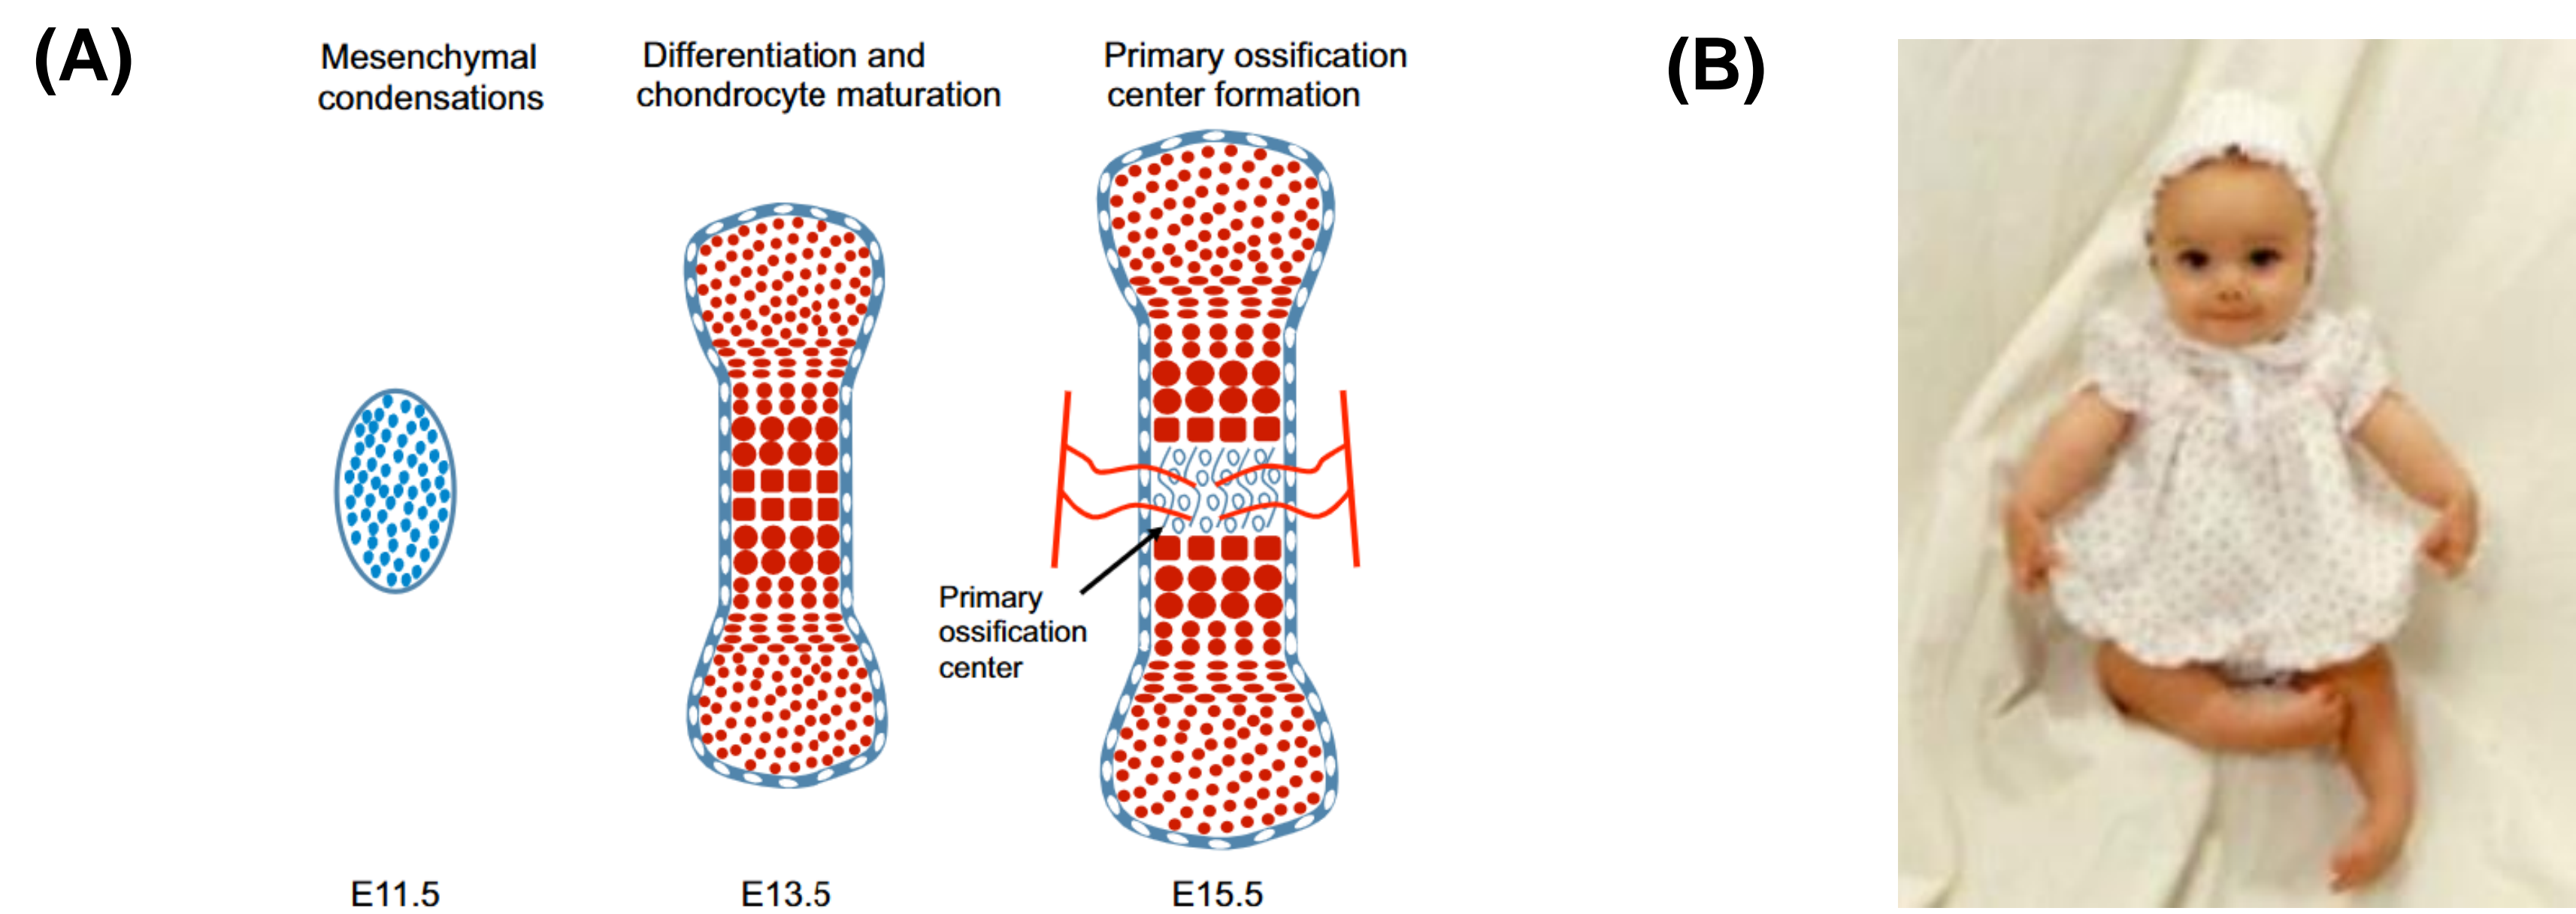 (A)
Mesenchymal
condensations
Differentiation and
chondrocyte maturation
Primary ossification
center formation
Primary
ossification
center
E11.5
E13.5
E15.5
(B)